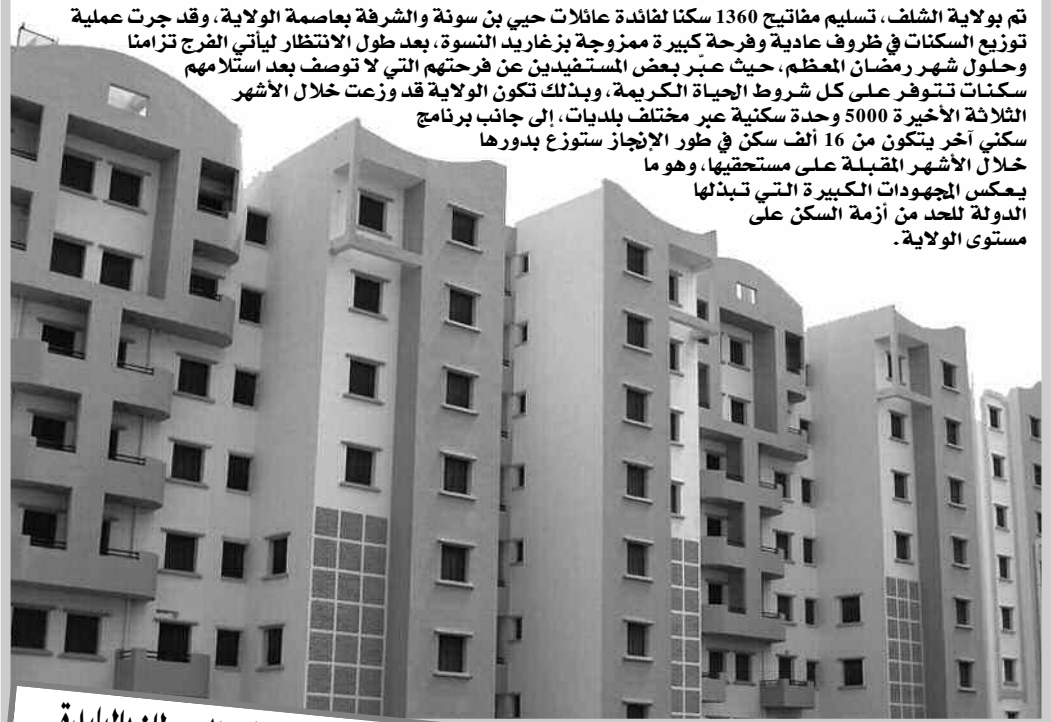 تم بولاية الشلف، تسليم مفاتيح 1360 سكنا لفائدة عائلات حيي بن سونة والشرفة بعاصمة الولاية، وقد جرت عملية
توزيع السكنات في ظروف عادية وفرحة كبيرة ممزوجة بزغاريد النسوة، بعد طول الانتظار ليأتي الفرج تزامنا
وحلول شهر رمضان المعظم، حيث عبّر بعض المستفيدين عن فرحتهم التي لا توصف بعد استلامهم
سكنات تتوفر على كل شروط الحياة الكريمة، وبذلك تكون الولاية قد وزعت خلال الأشهر
الثلاثة الأخيرة 5000 وحدة سكنية عبر مختلف بلديات، إلى جانب برنامج
سكني آخر يتكون من 16 ألف سكن في طور الإنجاز ستوزع بدورها
خلال الأشهر المقبلة على مستحقيها، وهو ما
يعكس المجهودات الكبيرة التي تبذلها
الدولة للحد من أزمة السكن على
مستوى الولاية.